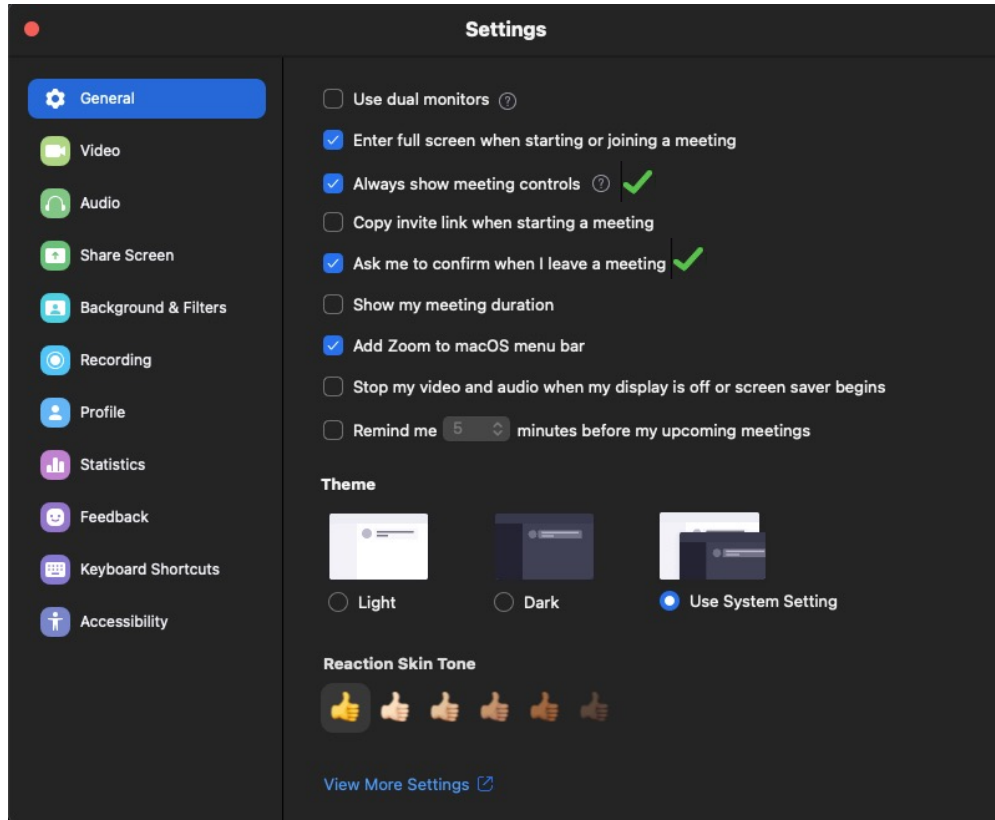 Settings
General
Video
Audio
Share Screen
Background & Filters
Recording
Profile
Statistics
Feedback
Keyboard Shortcuts
Accessibility
Use dual monitors ?
Enter full screen when starting or joining a meeting
Always show meeting controls ?
Copy invite link when starting a meeting
Ask me to confirm when I leave a meeting
Show my meeting duration
Add Zoom to macOS menu bar
Stop my video and audio when my display is off or screen saver begins
Remind me 5 minutes before my upcoming meetings
Theme
Light Dark Use System Setting
Reaction Skin Tone
View More Settings